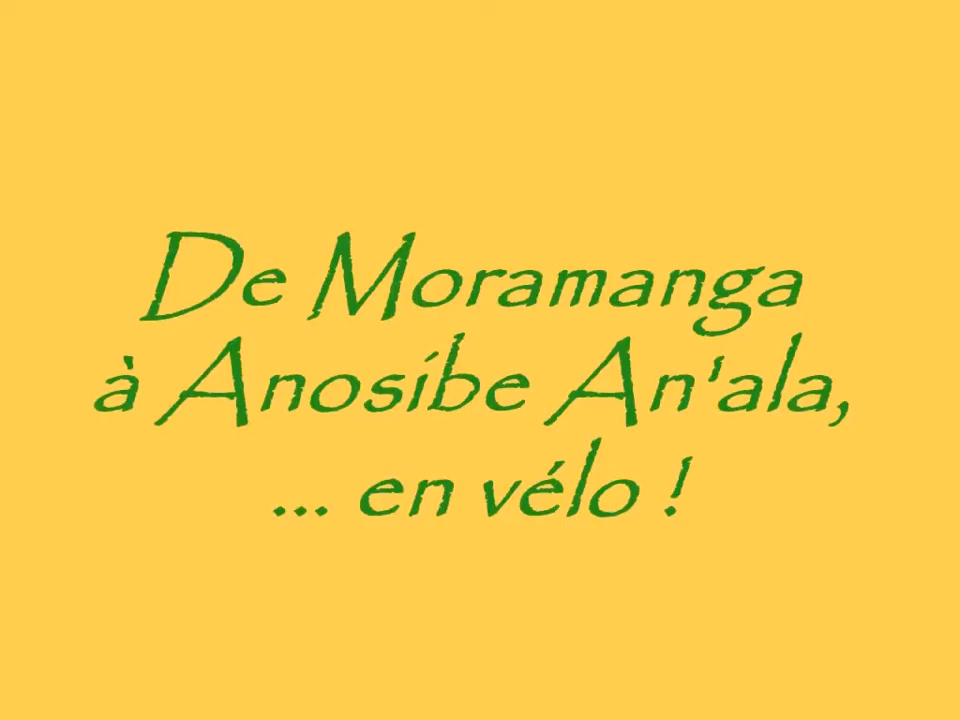 De Moramanga
à Anosibe An'ala,
... en vélo !